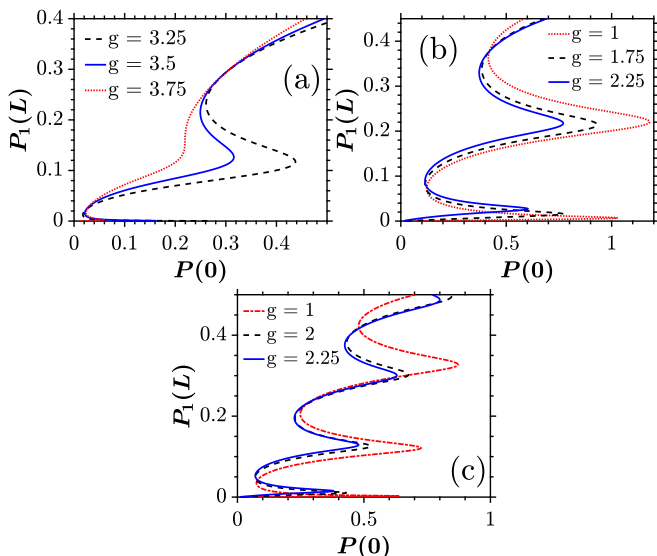 0.4
0.3
0.2
0.1
0
P₁(L)
g = 3.25
g = 3.5
g = 3.75
(a)
0 0.1 0.2 0.3 0.4
P(0)
0.4
0.3
0.2
0.1
0
P₁(L)
(b)
g = 1
g = 1.75
g = 2.25
0 0.5 1
P(0)
0.4
0.2
0
P₁(L)
g = 1
g = 2
g = 2.25
(c)
0 0.5 1
P(0)